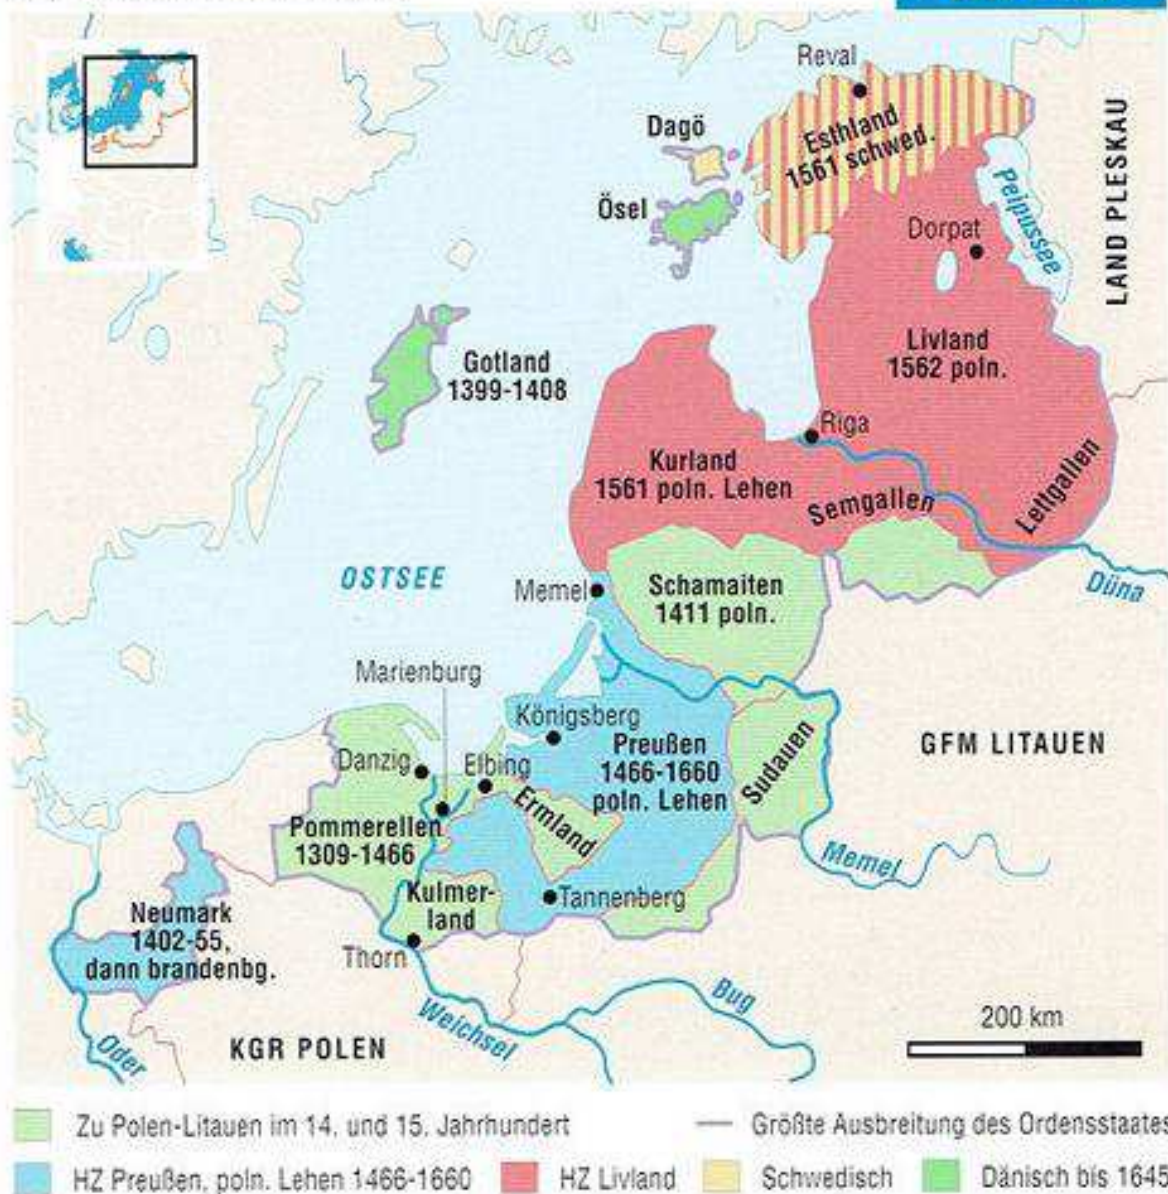 Reval
Dagö
Esthland
1561 schwed.
LAND PLESKAU
Peipussee
Ösel
Dorpat
Livland
1562 poln.
Gotland
1399-1408
Riga
Kurland
1561 poln. Lehen
Semgallen
Lettgallen
OSTSEE
Memel
Schamaiten
1411 poln.
Düna
Marienburg
Königsberg
Preußen
1466-1660
poln. Lehen
Sudauen
GFM LITAUEN
Danzig
Elbing
Ermland
Pommerellen
1309-1466
Memel
Kulmer-
land
Tannenberg
Neumark
1402-55,
dann brandenbg.
Thorn
Weichsel
Bug
200 km
Oder
KGR POLEN
Zu Polen-Litauen im 14. und 15. Jahrhundert
Größte Ausbreitung des Ordensstaates
HZ Preußen, poln. Lehen 1466-1660
HZ Livland
Schwedisch
Dänisch bis 1645